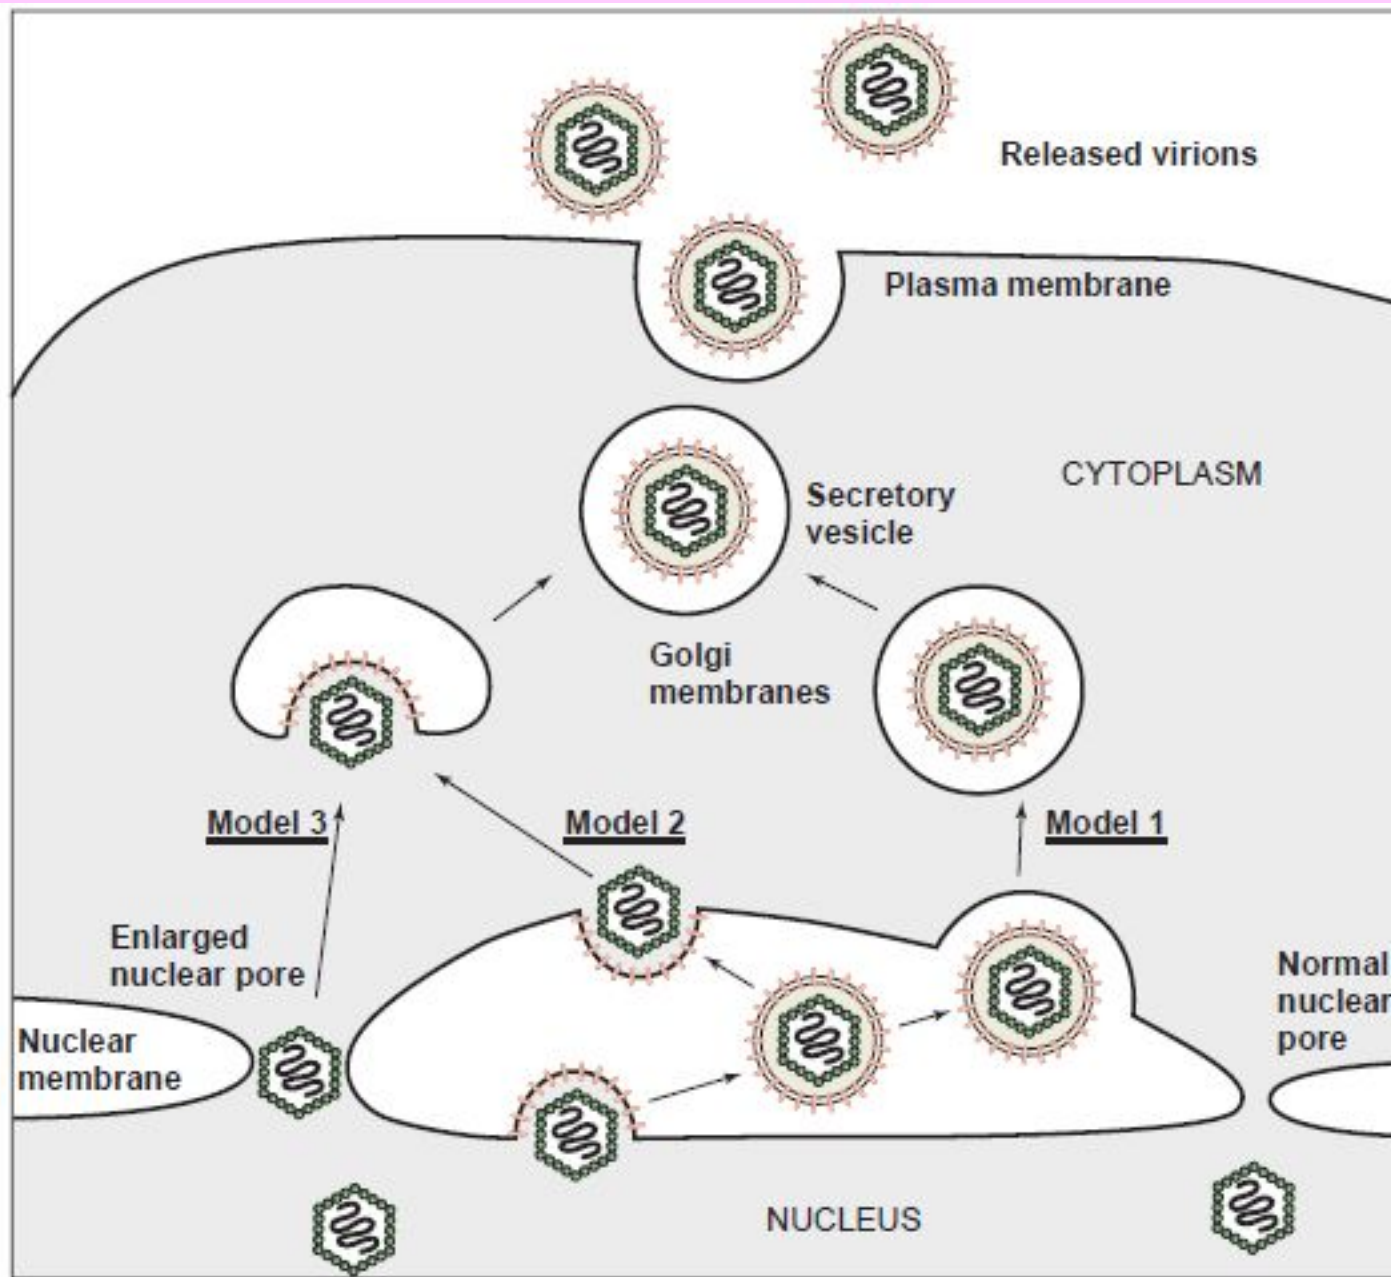 Released virions
Plasma membrane
CYTOPLASM
Secretory
vesicle
Golgi
membranes
Model 3
Model 2
Model 1
Enlarged
nuclear pore
Normal
nuclear
pore
Nuclear
membrane
NUCLEUS